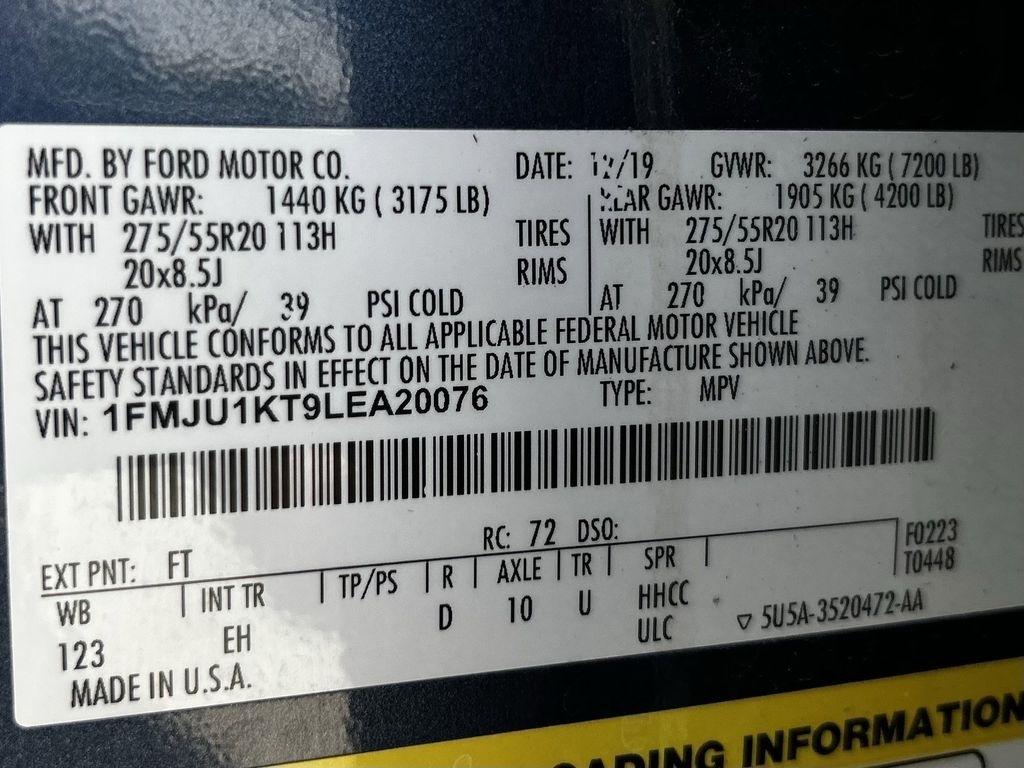 MFD. BY FORD MOTOR CO. DATE: 12/19 GVWR: 3266 KG ( 7200 LB)
FRONT GAWR: 1440 KG ( 3175 LB) REAR GAWR: 1905 KG ( 4200 LB)
WITH 275/55R20 113H TIRES WITH 275/55R20 113H TIRES
20x8.5J RIMS 20x8.5J RIMS
AT 270 kPa/ 39 PSI COLD AT 270 kPa/ 39 PSI COLD
THIS VEHICLE CONFORMS TO ALL APPLICABLE FEDERAL MOTOR VEHICLE
SAFETY STANDARDS IN EFFECT ON THE DATE OF MANUFACTURE SHOWN ABOVE.
VIN: 1FMJU1KT9LEA20076 TYPE: MPV
RC: 72 DSO: F0223
EXT PNT: FT T0448
WB INT TR TP/PS R AXLE TR SPR
123 EH D 10 U HHCC
ULC ▽ 5U5A-3520472-AA
MADE IN U.S.A.
INFORMATION